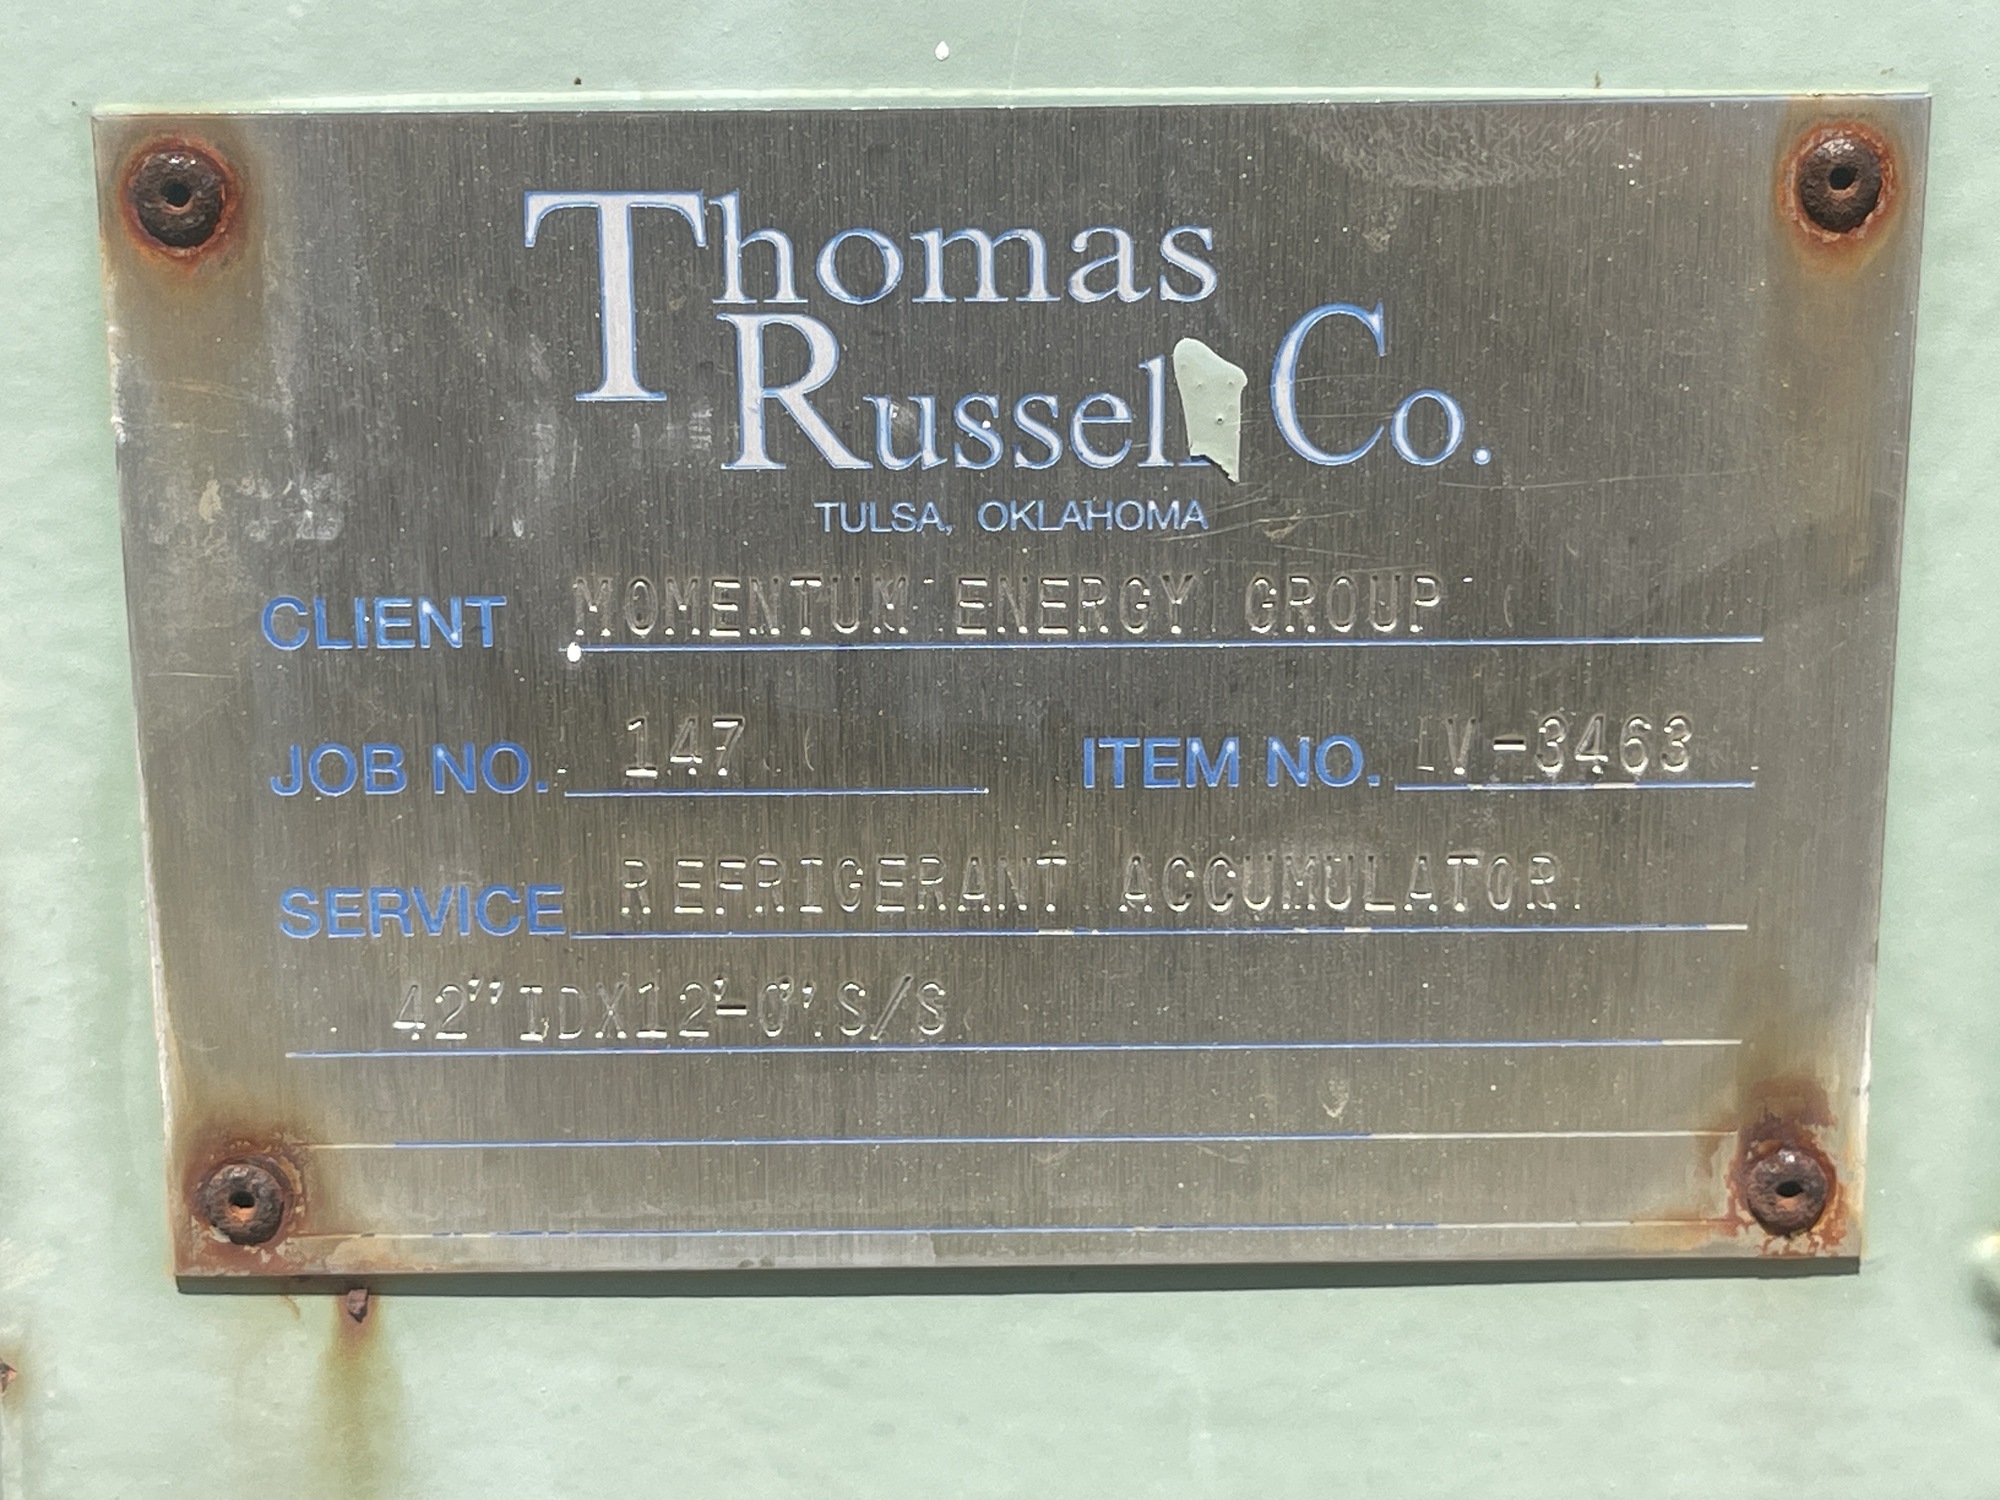 Thomas
Russell Co.
TULSA, OKLAHOMA
CLIENT MOMENTUM ENERGY GROUP
JOB NO. 147 ITEM NO. V-3463
SERVICE REFRIGERANT ACCUMULATOR
42"IDX12'-0"S/S